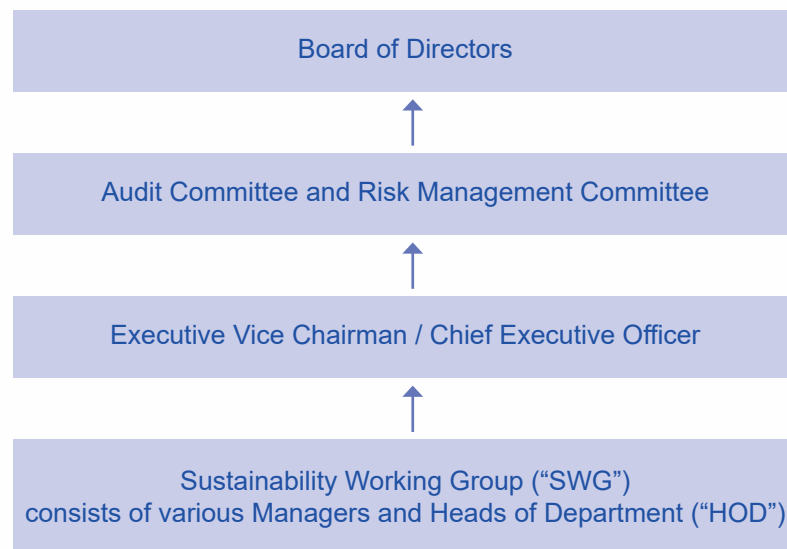 Board of Directors
Audit Committee and Risk Management Committee
Executive Vice Chairman / Chief Executive Officer
Sustainability Working Group (“SWG”)
consists of various Managers and Heads of Department (“HOD”)